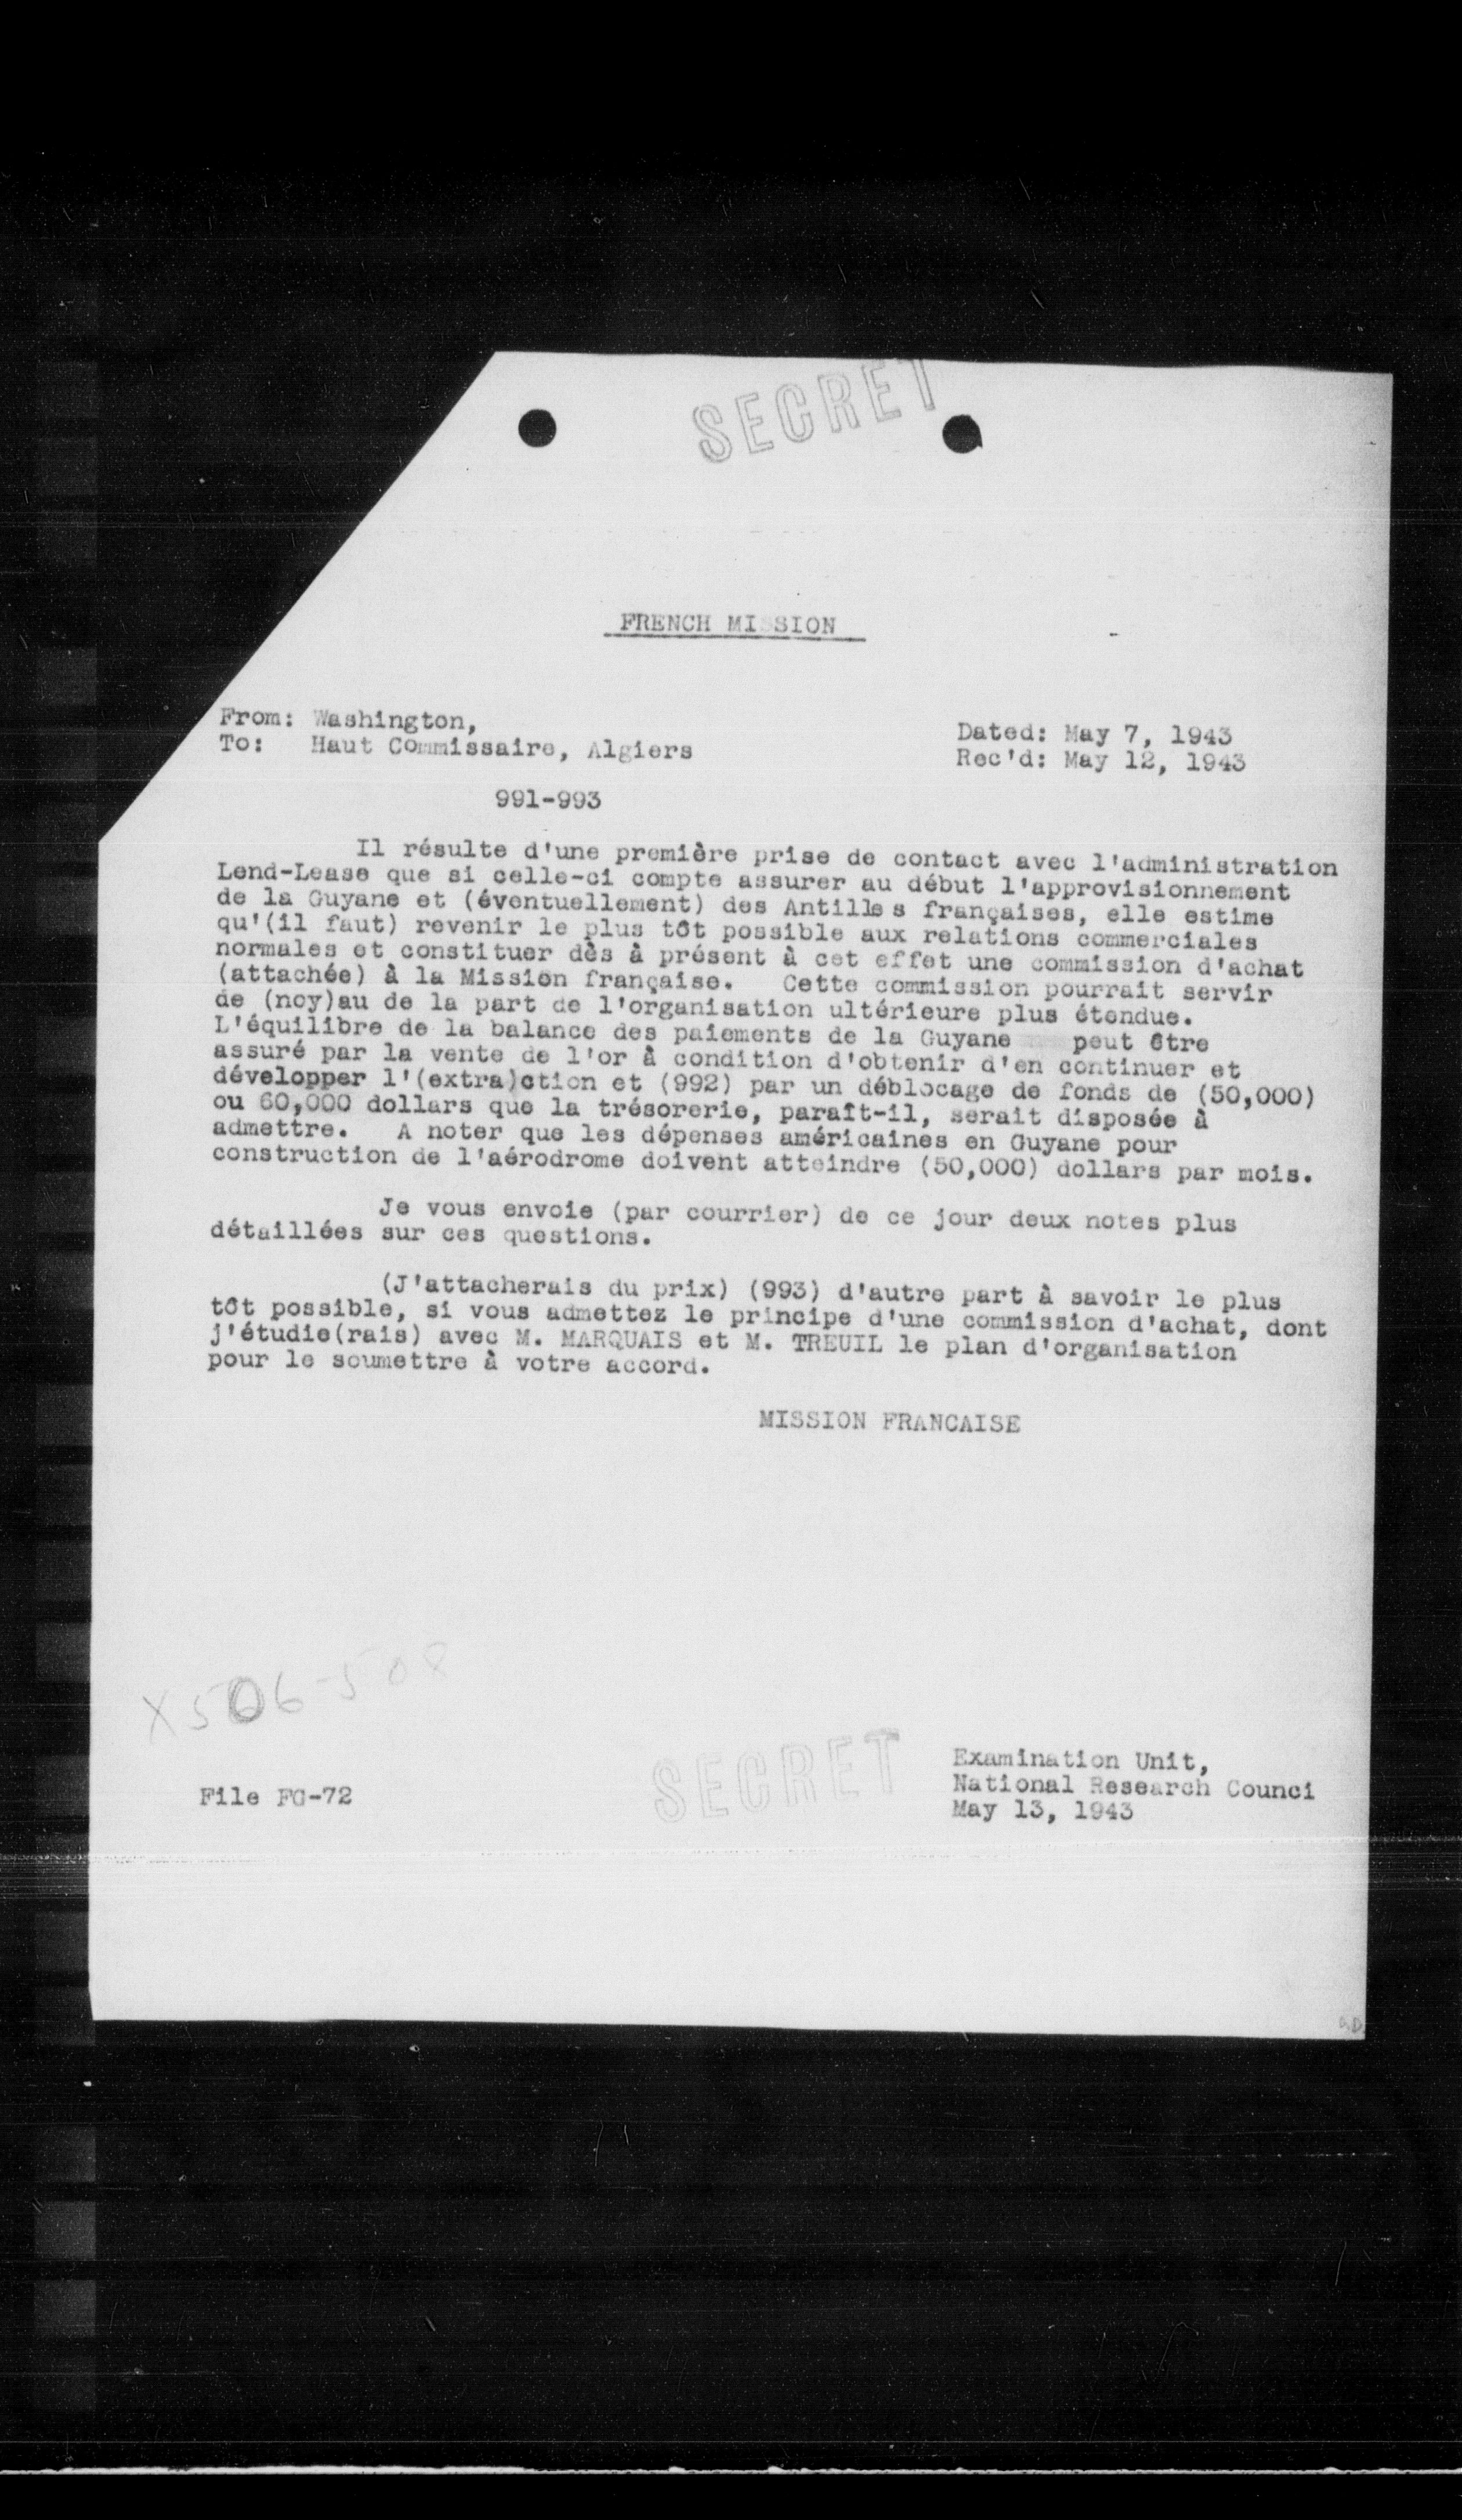 SECRET
FRENCH MISSION
From: Washington,
To: Haut Commissaire, Algiers
Dated: May 7, 1943
Rec'd: May 12, 1943
991-993
Il résulte d'une première prise de contact avec l'administration
Lend-Lease que si celle-ci compte assurer au début l'approvisionnement
de la Guyane et (éventuellement) des Antilles françaises, elle estime
qu'(il faut) revenir le plus tôt possible aux relations commerciales
normales et constituer dès à présent à cet effet une commission d'achat
(attachée) à la Mission française. Cette commission pourrait servir
de (noy)au de la part de l'organisation ultérieure plus étendue.
L'équilibre de la balance des paiements de la Guyane peut être
assuré par la vente de l'or à condition d'obtenir d'en continuer et
développer l'(extra)ction et (992) par un déblocage de fonds de (50,000)
ou 60,000 dollars que la trésorerie, paraît-il, serait disposée à
admettre. A noter que les dépenses américaines en Guyane pour
construction de l'aérodrome doivent atteindre (50,000) dollars par mois.
Je vous envoie (par courrier) de ce jour deux notes plus
détaillées sur ces questions.
(J'attacherais du prix) (993) d'autre part à savoir le plus
tôt possible, si vous admettez le principe d'une commission d'achat, dont
j'étudie(rais) avec M. MARQUAIS et M. TREUIL le plan d'organisation
pour le soumettre à votre accord.
MISSION FRANCAISE
X506-508
SECRET
File FG-72
Examination Unit,
National Research Counci
May 13, 1943